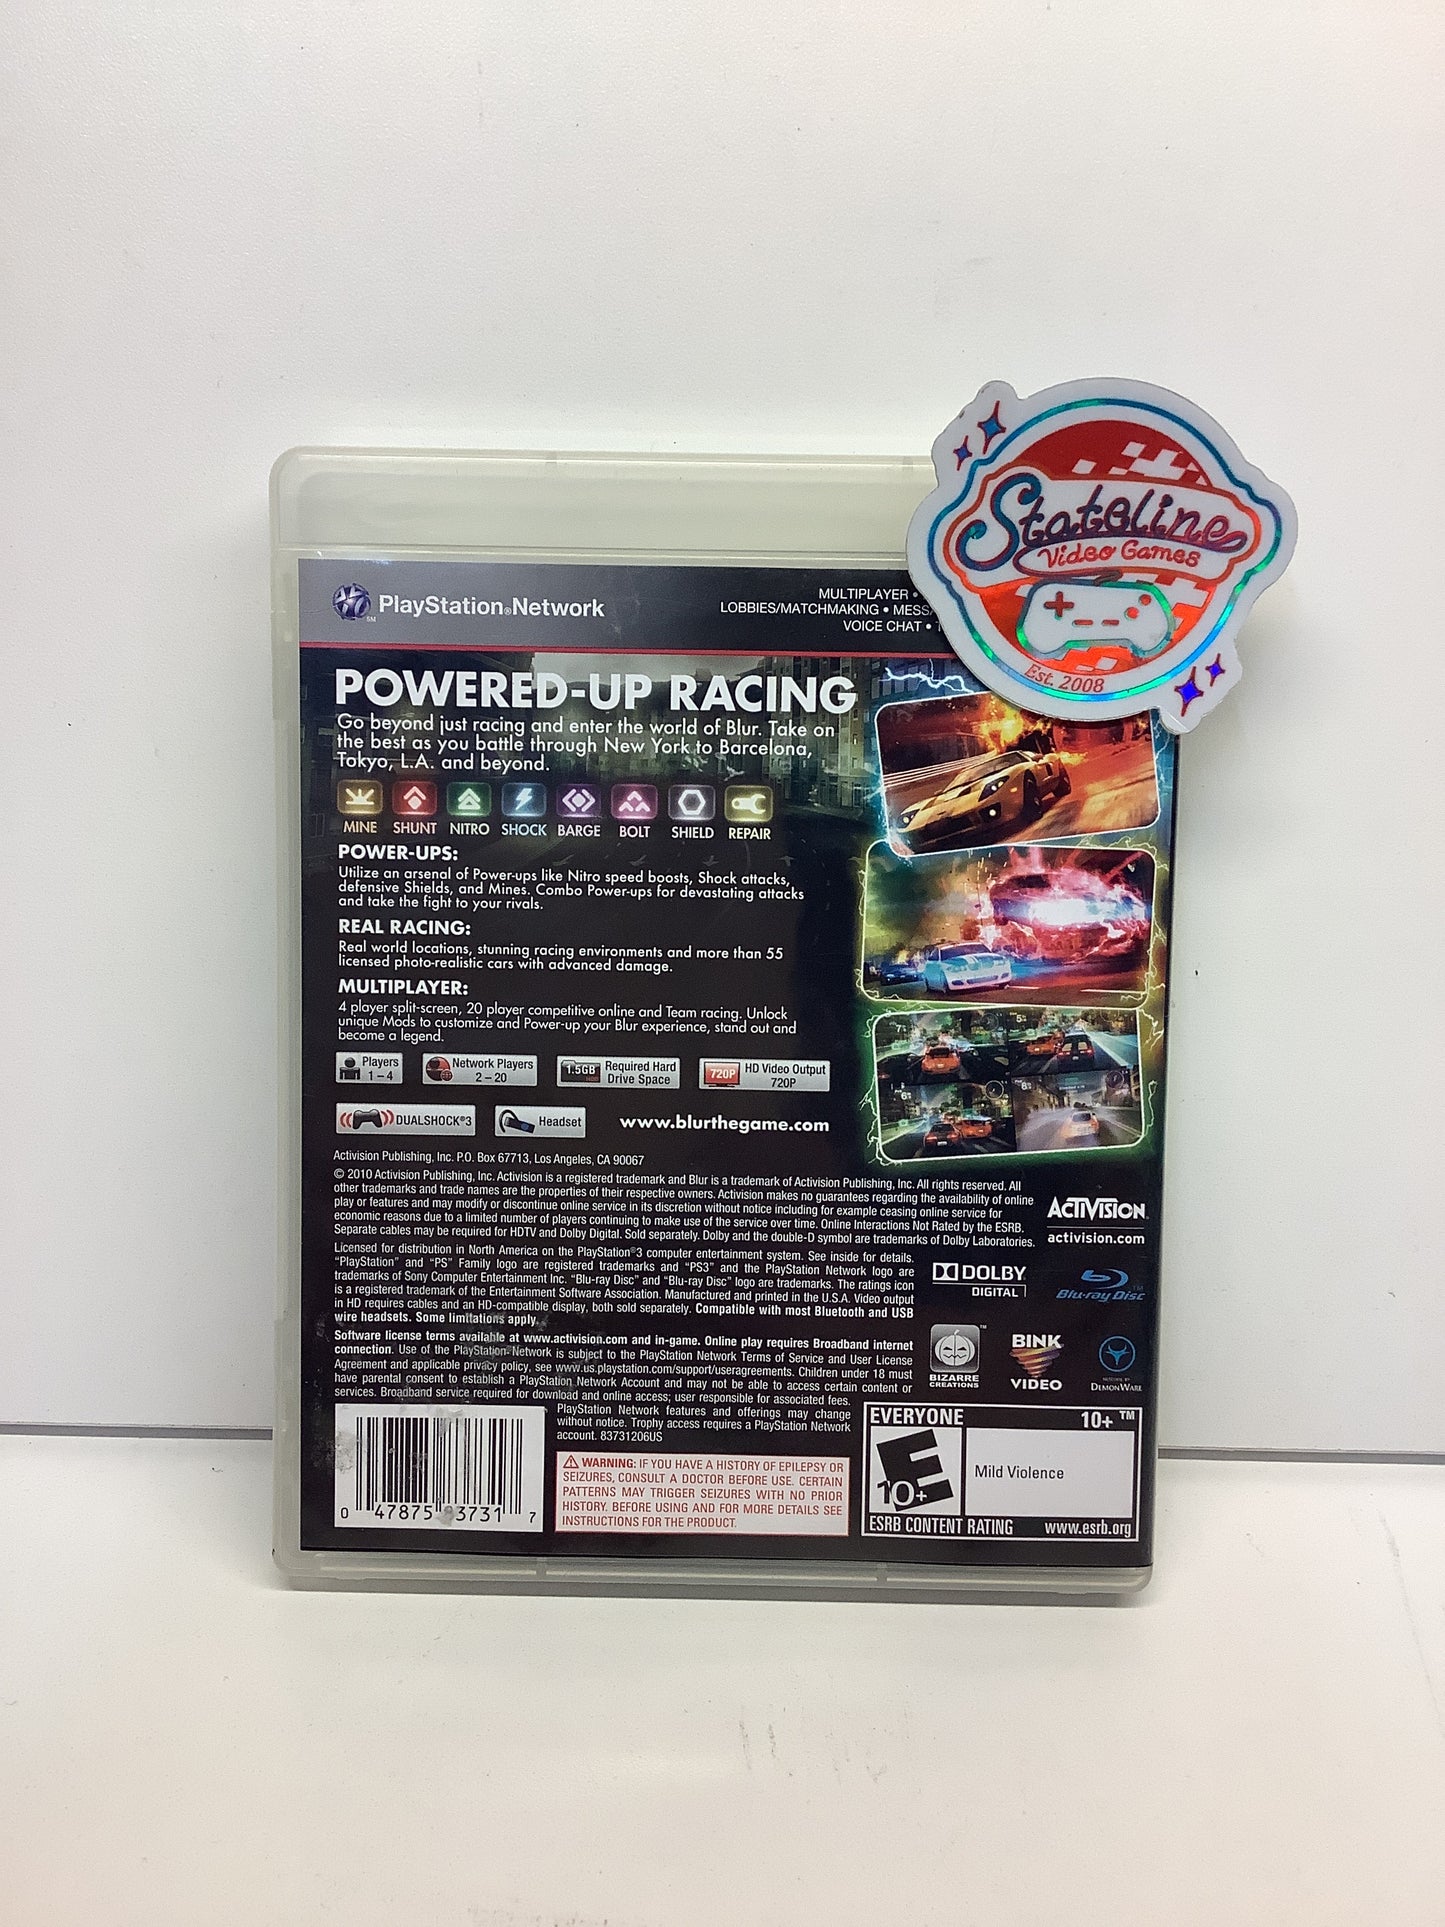 Stateline
Video Games
Est. 2008
PlayStation®Network
SM
MULTIPLAYER •
LOBBIES/MATCHMAKING •
VOICE CHAT •
POWERED-UP RACING
Go beyond just racing and enter the world of Blur. Take on
the best as you battle through New York to Barcelona,
Tokyo, L.A. and beyond.
MINE SHUNT NITRO SHOCK BARGE BOLT SHIELD REPAIR
POWER-UPS:
Utilize an arsenal of Power-ups like Nitro speed boosts, Shock attacks,
defensive Shields, and Mines. Combo Power-ups for devastating attacks
and take the fight to your rivals.
REAL RACING:
Real world locations, stunning racing environments and more than 55
licensed photo-realistic cars with advanced damage.
MULTIPLAYER:
4 player split-screen, 20 player competitive online and Team racing. Unlock
unique Mods to customize and Power-up your Blur experience, stand out and
become a legend.
Players
1 – 4
Network Players
2 – 20
1.5GB
Required Hard
Drive Space
720P
HD Video Output
720P
DUALSHOCK®3
Headset
www.blurthegame.com
Activision Publishing, Inc. P.O. Box 67713, Los Angeles, CA 90067
© 2010 Activision Publishing, Inc. Activision is a registered trademark and Blur is a trademark of Activision Publishing, Inc. All rights reserved. All
other trademarks and trade names are the properties of their respective owners. Activision makes no guarantees regarding the availability of online
play or features and may modify or discontinue online service in its discretion without notice including for example ceasing online service for
economic reasons due to a limited number of players continuing to make use of the service over time. Online Interactions Not Rated by the ESRB.
Separate cables may be required for HDTV and Dolby Digital. Sold separately. Dolby and the double-D symbol are trademarks of Dolby Laboratories.
ACTIVISION
activision.com
Licensed for distribution in North America on the PlayStation®3 computer entertainment system. See inside for details.
"PlayStation" and "PS" Family logo are registered trademarks and "PS3" and the PlayStation Network logo are
trademarks of Sony Computer Entertainment Inc. "Blu-ray Disc" and "Blu-ray Disc" logo are trademarks. The ratings icon
is a registered trademark of the Entertainment Software Association. Manufactured and printed in the U.S.A. Video output
in HD requires cables and an HD-compatible display, both sold separately. Compatible with most Bluetooth and USB
wire headsets. Some limitations apply.
DOLBY
DIGITAL
Blu-ray Disc
Software license terms available at www.activision.com and in-game. Online play requires Broadband internet
connection. Use of the PlayStation®Network is subject to the PlayStation Network Terms of Service and User License
Agreement and applicable privacy policy, see www.us.playstation.com/support/useragreements. Children under 18 must
have parental consent to establish a PlayStation Network Account and may not be able to access certain content or
services. Broadband service required for download and online access; user responsible for associated fees.
PlayStation Network features and offerings may change
without notice. Trophy access requires a PlayStation Network
account. 83731206US
BIZARRE
CREATIONS
BINK
VIDEO
DEMONWARE
0 47875 83731 7
WARNING: IF YOU HAVE A HISTORY OF EPILEPSY OR
SEIZURES, CONSULT A DOCTOR BEFORE USE. CERTAIN
PATTERNS MAY TRIGGER SEIZURES WITH NO PRIOR
HISTORY. BEFORE USING AND FOR MORE DETAILS SEE
INSTRUCTIONS FOR THE PRODUCT.
EVERYONE 10+ ™
E
10+
Mild Violence
ESRB CONTENT RATING www.esrb.org